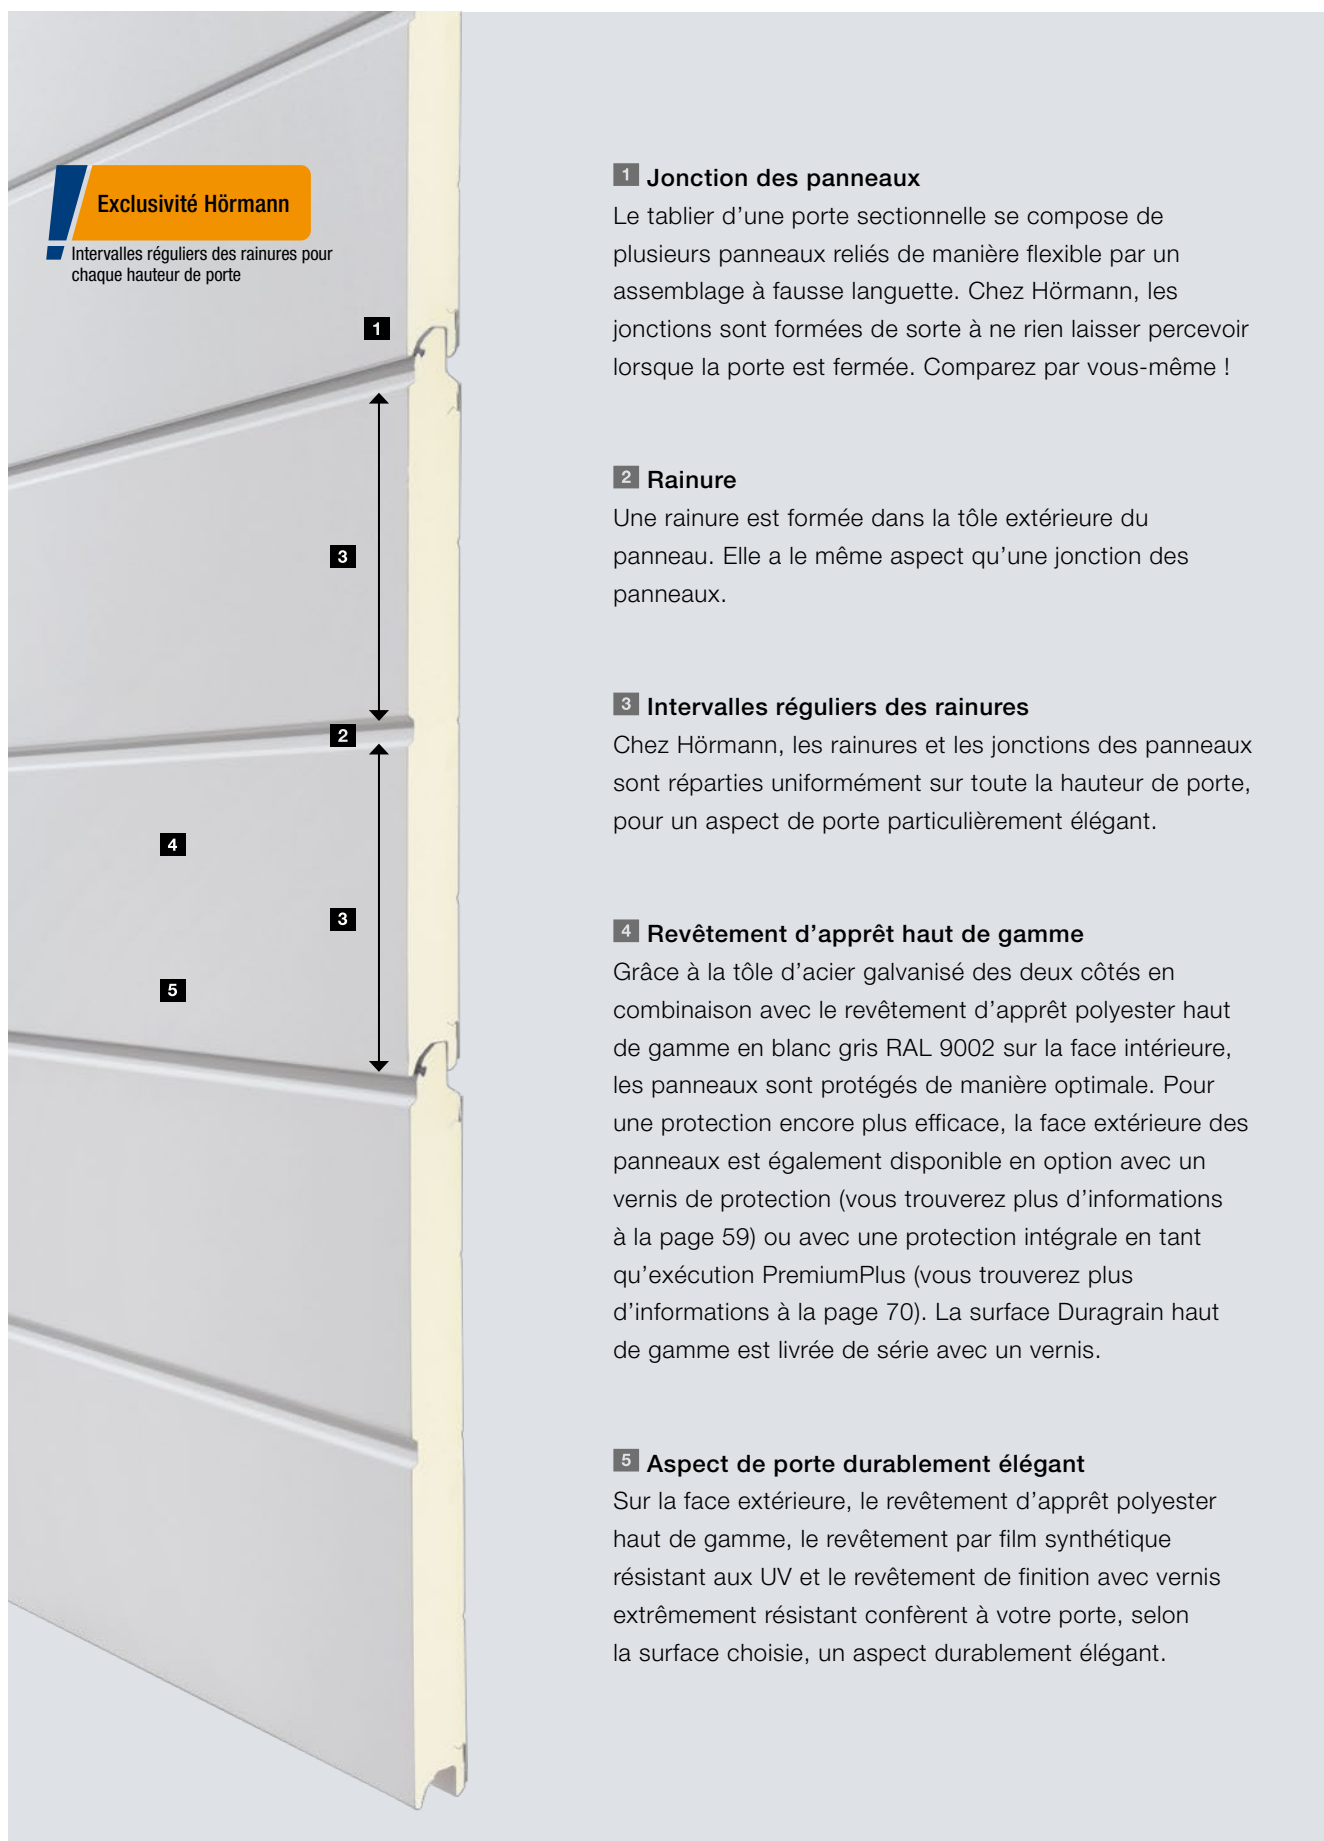 Exclusivité Hörmann
Intervalles réguliers des rainures pour
chaque hauteur de porte
1
3
2
4
3
5
1 Jonction des panneaux
Le tablier d’une porte sectionnelle se compose de
plusieurs panneaux reliés de manière flexible par un
assemblage à fausse languette. Chez Hörmann, les
jonctions sont formées de sorte à ne rien laisser percevoir
lorsque la porte est fermée. Comparez par vous-même !
2 Rainure
Une rainure est formée dans la tôle extérieure du
panneau. Elle a le même aspect qu’une jonction des
panneaux.
3 Intervalles réguliers des rainures
Chez Hörmann, les rainures et les jonctions des panneaux
sont réparties uniformément sur toute la hauteur de porte,
pour un aspect de porte particulièrement élégant.
4 Revêtement d’apprêt haut de gamme
Grâce à la tôle d’acier galvanisé des deux côtés en
combinaison avec le revêtement d’apprêt polyester haut
de gamme en blanc gris RAL 9002 sur la face intérieure,
les panneaux sont protégés de manière optimale. Pour
une protection encore plus efficace, la face extérieure des
panneaux est également disponible en option avec un
vernis de protection (vous trouverez plus d’informations
à la page 59) ou avec une protection intégrale en tant
qu’exécution PremiumPlus (vous trouverez plus
d’informations à la page 70). La surface Duragrain haut
de gamme est livrée de série avec un vernis.
5 Aspect de porte durablement élégant
Sur la face extérieure, le revêtement d’apprêt polyester
haut de gamme, le revêtement par film synthétique
résistant aux UV et le revêtement de finition avec vernis
extrêmement résistant confèrent à votre porte, selon
la surface choisie, un aspect durablement élégant.